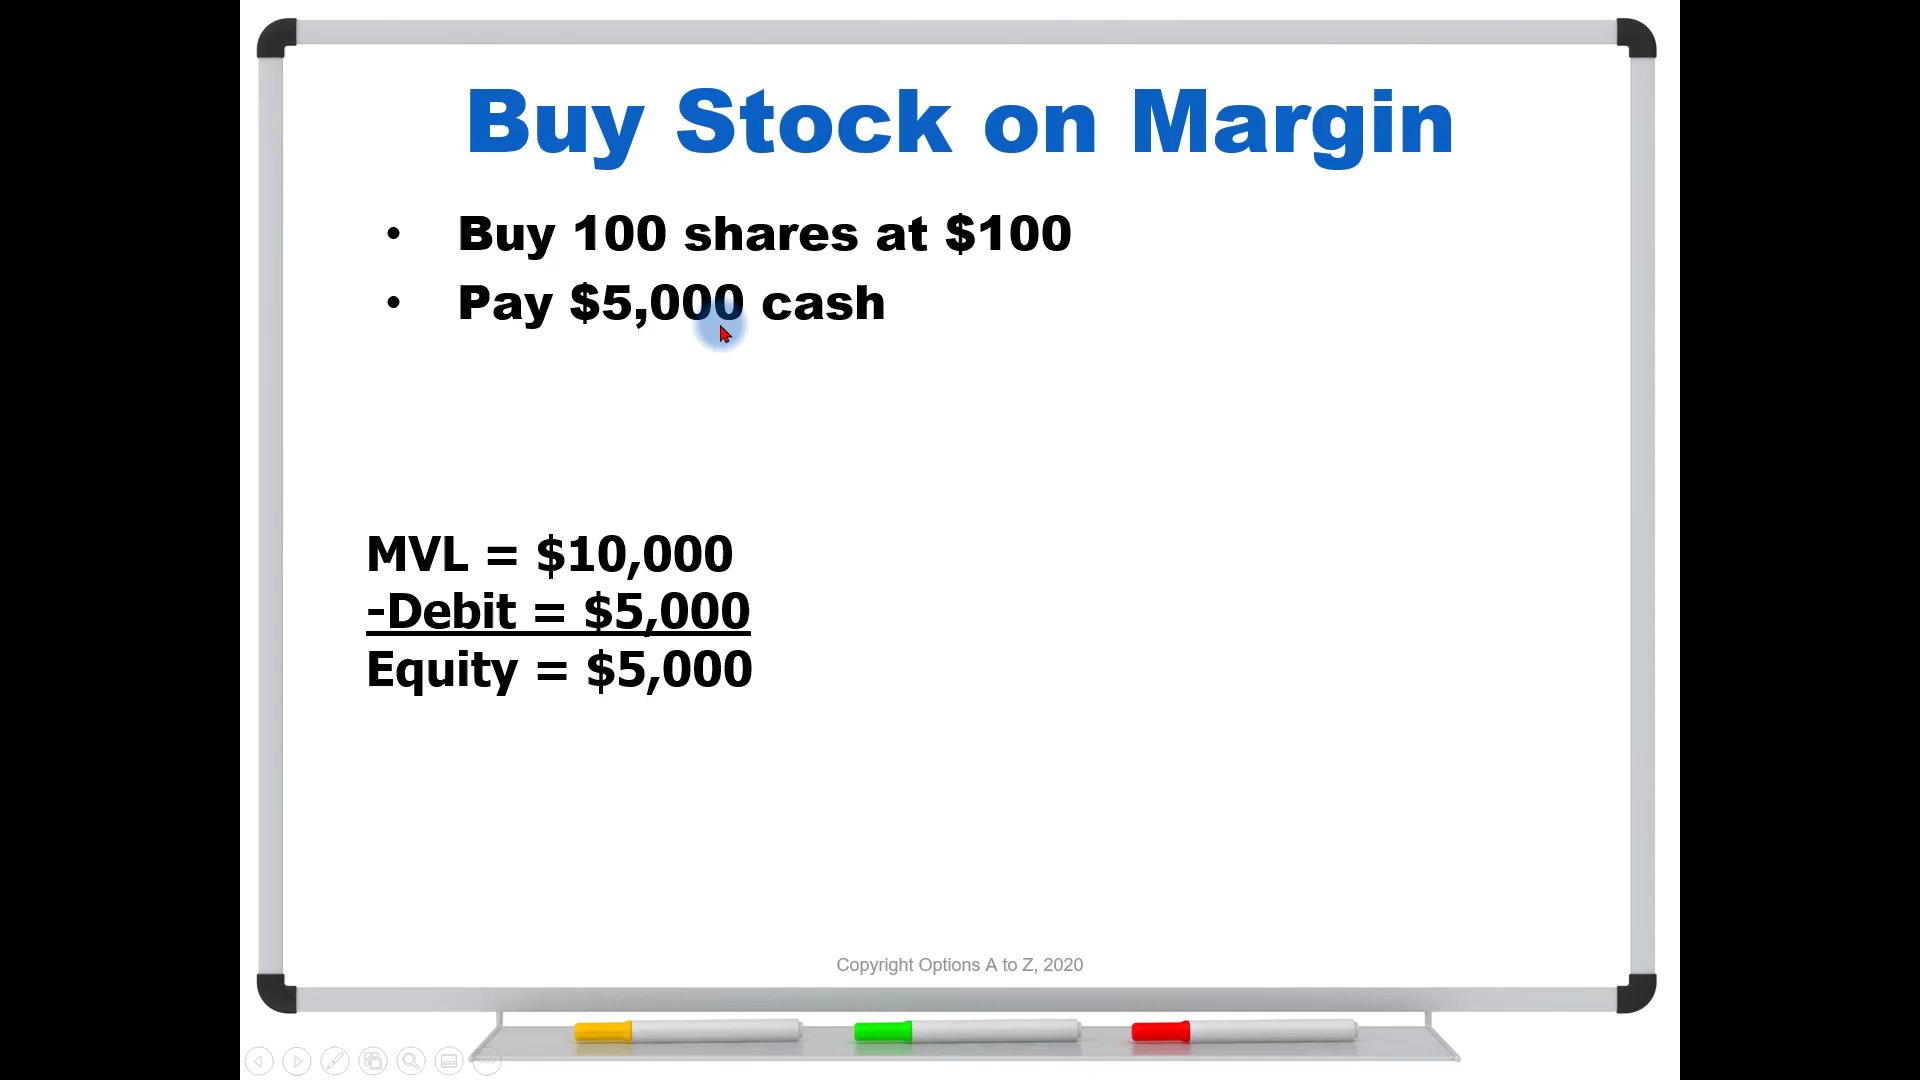 Buy Stock on Margin
• Buy 100 shares at $100
• Pay $5,000 cash
MVL = $10,000
-Debit = $5,000
Equity = $5,000
Copyright Options A to Z, 2020